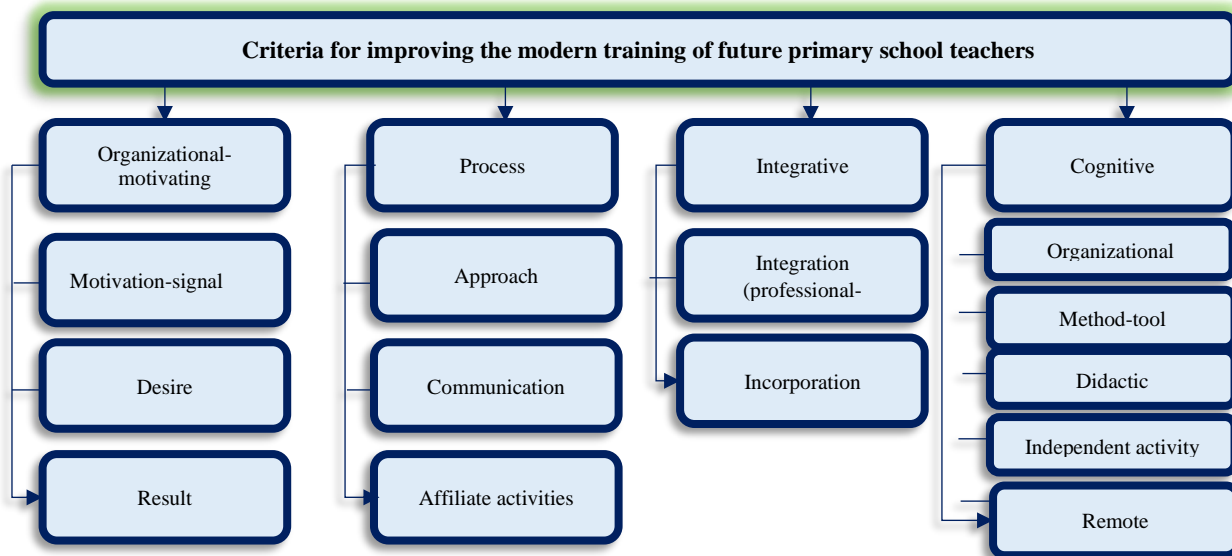 Criteria for improving the modern training of future primary school teachers
Organizational-
motivating
Motivation-signal
Desire
Result
Process
Approach
Communication
Affiliate activities
Integrative
Integration
(professional-
Incorporation
Cognitive
Organizational
Method-tool
Didactic
Independent activity
Remote